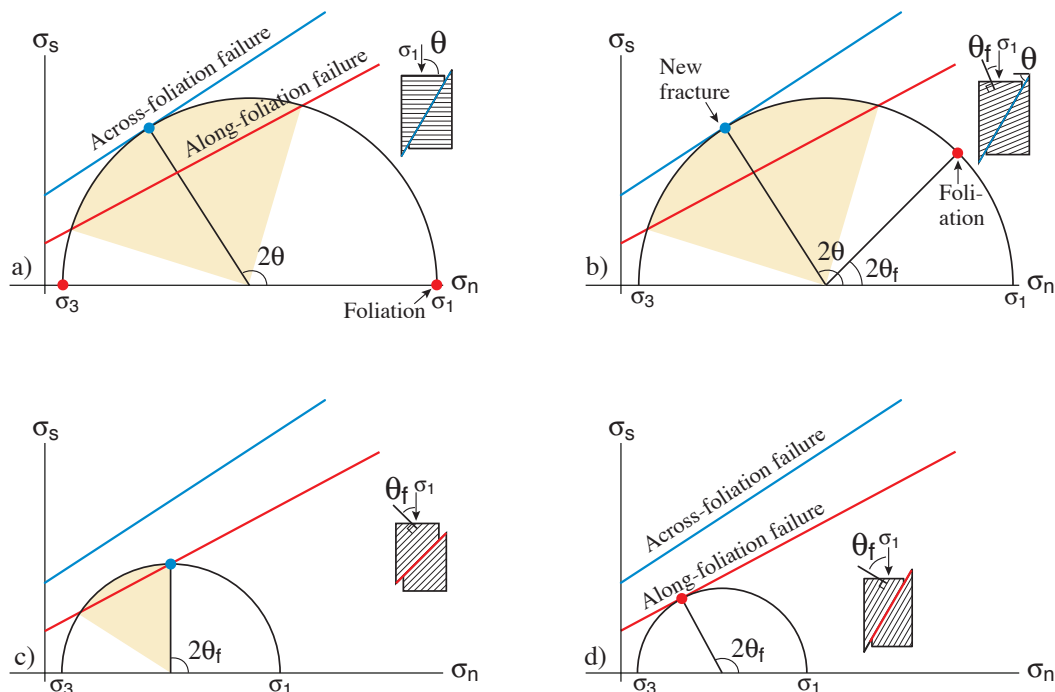 σs
Across-foliation failure
Along-foliation failure
σ1
θ
2θ
a)
σ3
Foliation
σ1
σn
σs
New
fracture
θf
σ1
θ
Foli-
ation
2θ
2θf
b)
σ3
σ1
σn
σs
θf
σ1
2θf
c)
σ3
σ1
σn
σs
Across-foliation failure
Along-foliation failure
θf
σ1
2θf
d)
σ3
σ1
σn